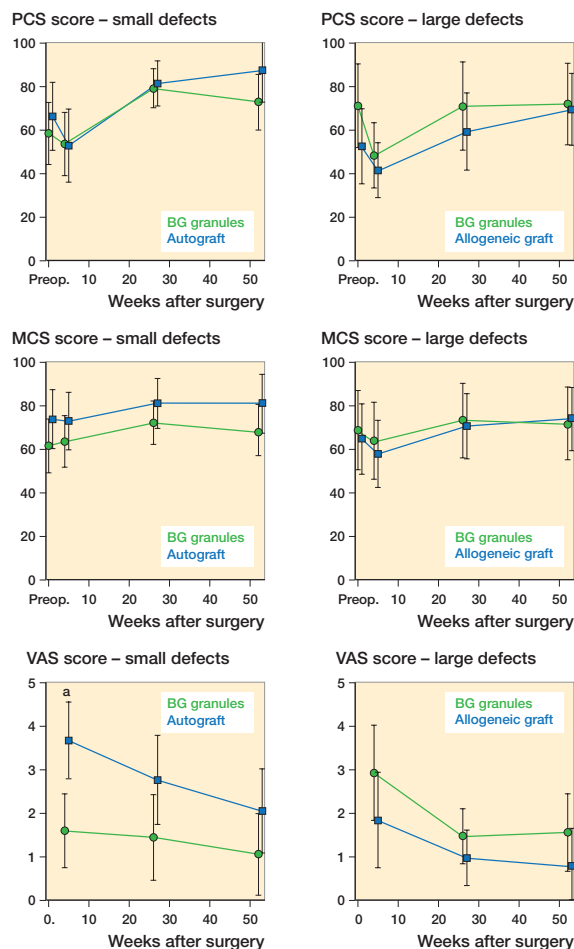 PCS score – small defects
100
80
60
40
20
0
BG granules
Autograft
Preop. 10 20 30 40 50
Weeks after surgery
PCS score – large defects
100
80
60
40
20
0
BG granules
Allogeneic graft
Preop. 10 20 30 40 50
Weeks after surgery
MCS score – small defects
100
80
60
40
20
0
BG granules
Autograft
Preop. 10 20 30 40 50
Weeks after surgery
MCS score – large defects
100
80
60
40
20
0
BG granules
Allogeneic graft
Preop. 10 20 30 40 50
Weeks after surgery
VAS score – small defects
5
4
3
2
1
0
a
BG granules
Autograft
0. 10 20 30 40 50
Weeks after surgery
VAS score – large defects
5
4
3
2
1
0
BG granules
Allogeneic graft
0 10 20 30 40 50
Weeks after surgery